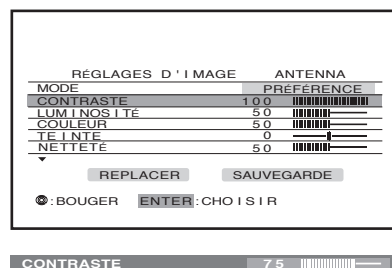 RÉGLAGES D'IMAGE ANTENNA
MODE PRÉFÉRENCE
CONTRASTE 100
LUMINOSITÉ 50
COULEUR 50
TEINTE 0
NETTETÉ 50
REPLACER SAUVEGARDE
:BOUGER ENTER:CHOISIR
CONTRASTE 75